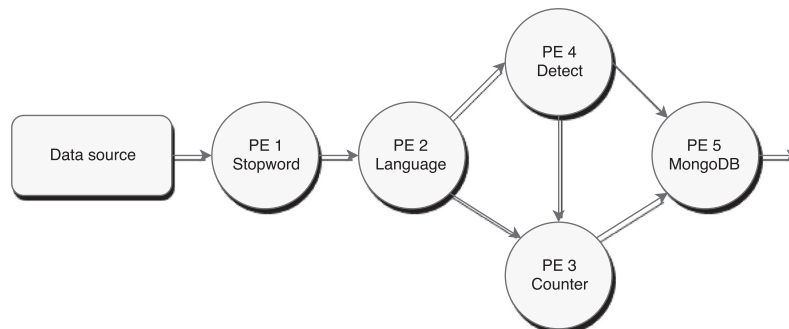 Data source
PE 1
Stopword
PE 2
Language
PE 4
Detect
PE 3
Counter
PE 5
MongoDB